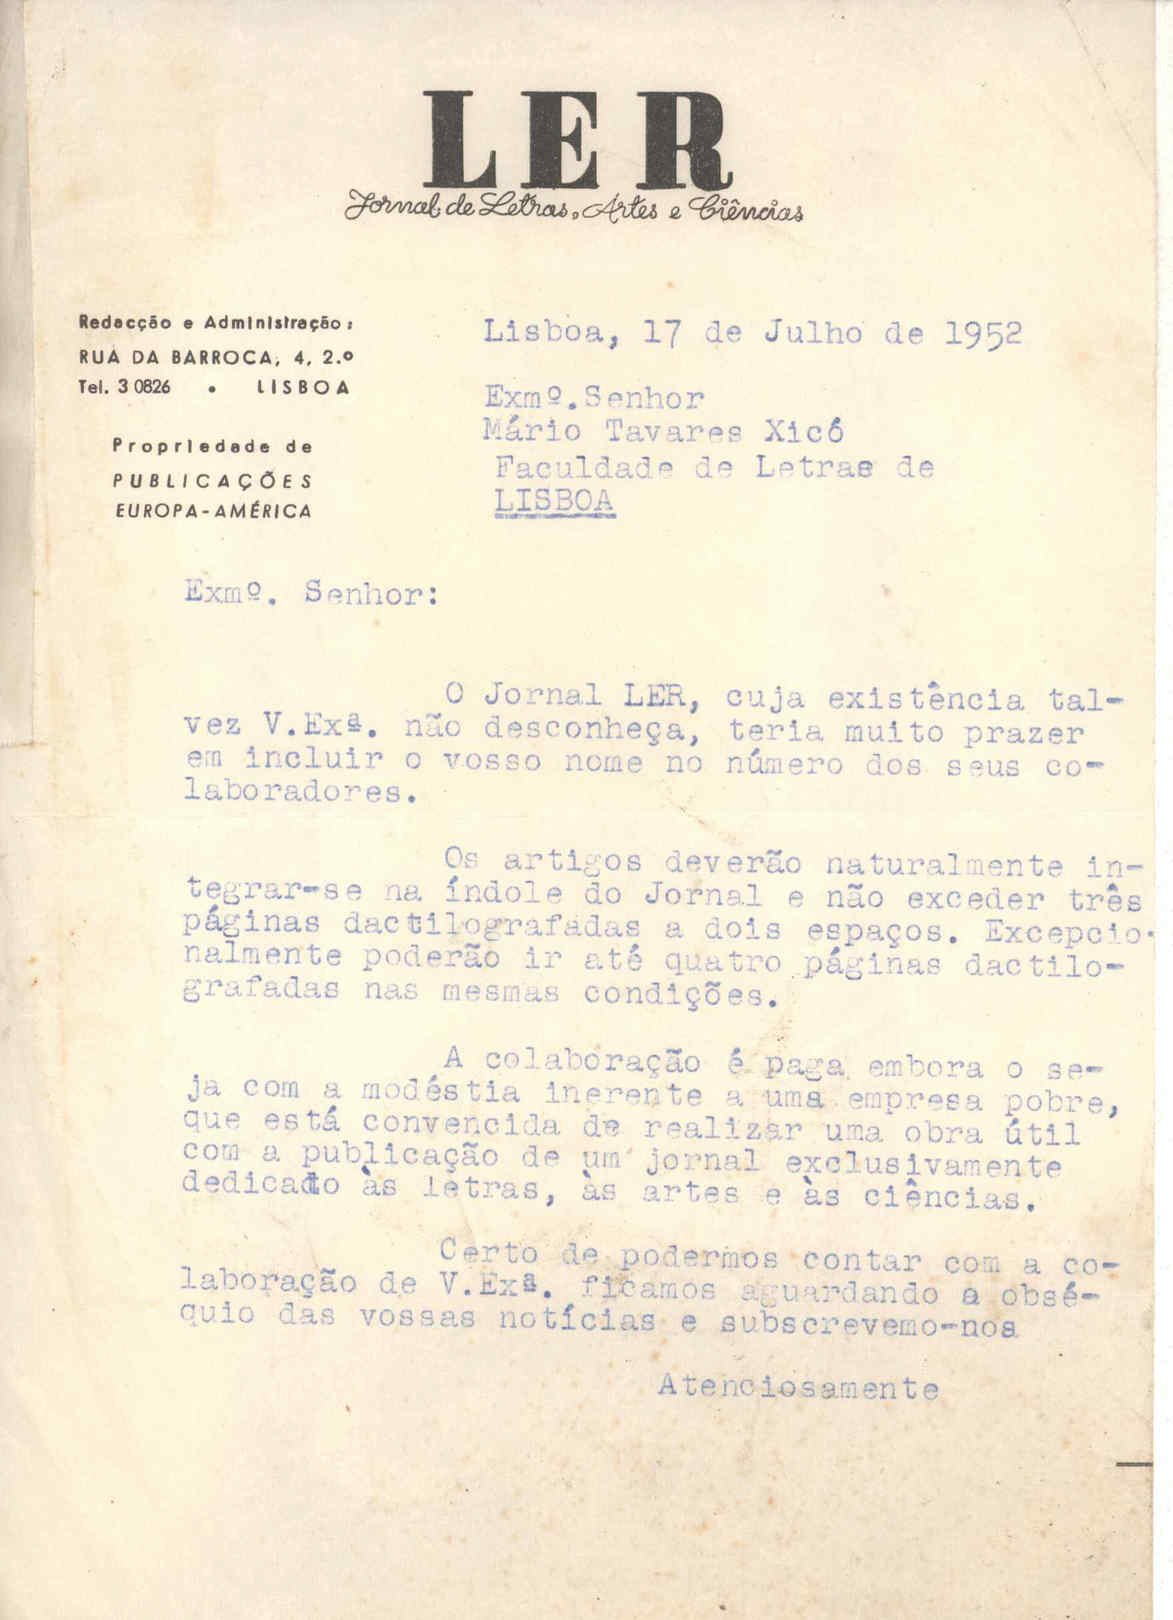 LER
Jornal de Letras, Artes e Ciências
Redacção e Administração:
RUA DA BARROCA, 4, 2.º
Tel. 3 0826 • LISBOA
Propriedade de
PUBLICAÇÕES
EUROPA-AMÉRICA
Lisboa, 17 de Julho de 1952
Exmº.Senhor
Mário Tavares Xicó
Faculdade de Letras de
LISBOA
Exmº. Senhor:
O Jornal LER, cuja existência tal-
vez V.Exª. não desconheça, teria muito prazer
em incluir o vosso nome no número dos seus co-
laboradores.
Os artigos deverão naturalmente in-
tegrar-se na índole do Jornal e não exceder três
páginas dactilografadas a dois espaços. Excepcio-
nalmente poderão ir até quatro páginas dactilo-
grafadas nas mesmas condições.
A colaboração é paga embora o se-
ja com a modéstia inerente a uma empresa pobre,
que está convencida de realizar uma obra útil
com a publicação de um jornal exclusivamente
dedicado às letras, às artes e às ciências.
Certo de podermos contar com a co-
laboração de V.Exª. ficamos aguardando a obsé-
quio das vossas notícias e subscrevemo-nos
Atenciosamente